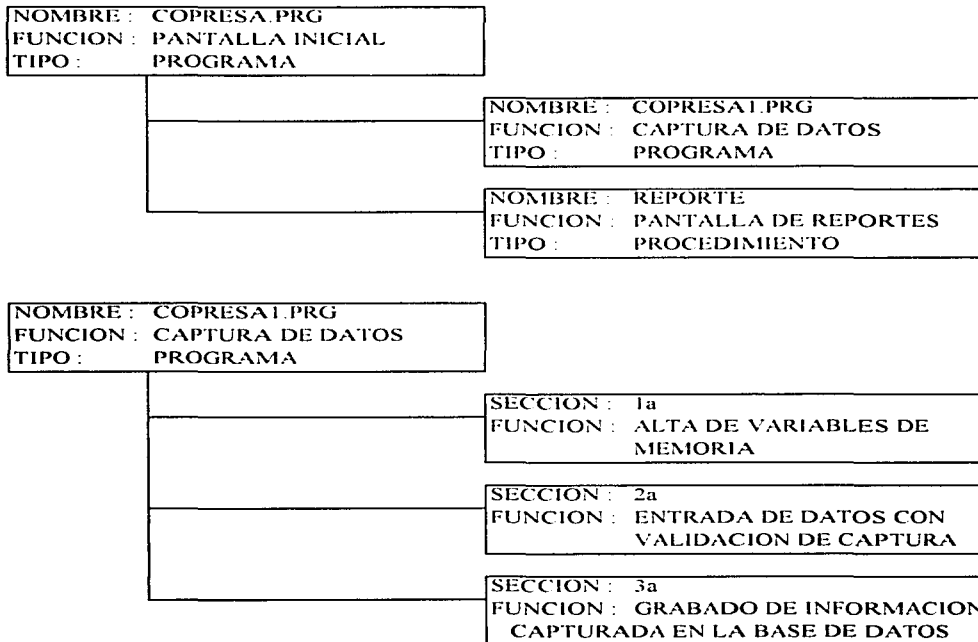 NOMBRE : COPRESA.PRG
FUNCION : PANTALLA INICIAL
TIPO : PROGRAMA
NOMBRE : COPRESA1.PRG
FUNCION : CAPTURA DE DATOS
TIPO : PROGRAMA
NOMBRE : REPORTE
FUNCION : PANTALLA DE REPORTES
TIPO : PROCEDIMIENTO
NOMBRE : COPRESA1.PRG
FUNCION : CAPTURA DE DATOS
TIPO : PROGRAMA
SECCION : 1a
FUNCION : ALTA DE VARIABLES DE
MEMORIA
SECCION : 2a
FUNCION : ENTRADA DE DATOS CON
VALIDACION DE CAPTURA
SECCION : 3a
FUNCION : GRABADO DE INFORMACION
CAPTURADA EN LA BASE DE DATOS